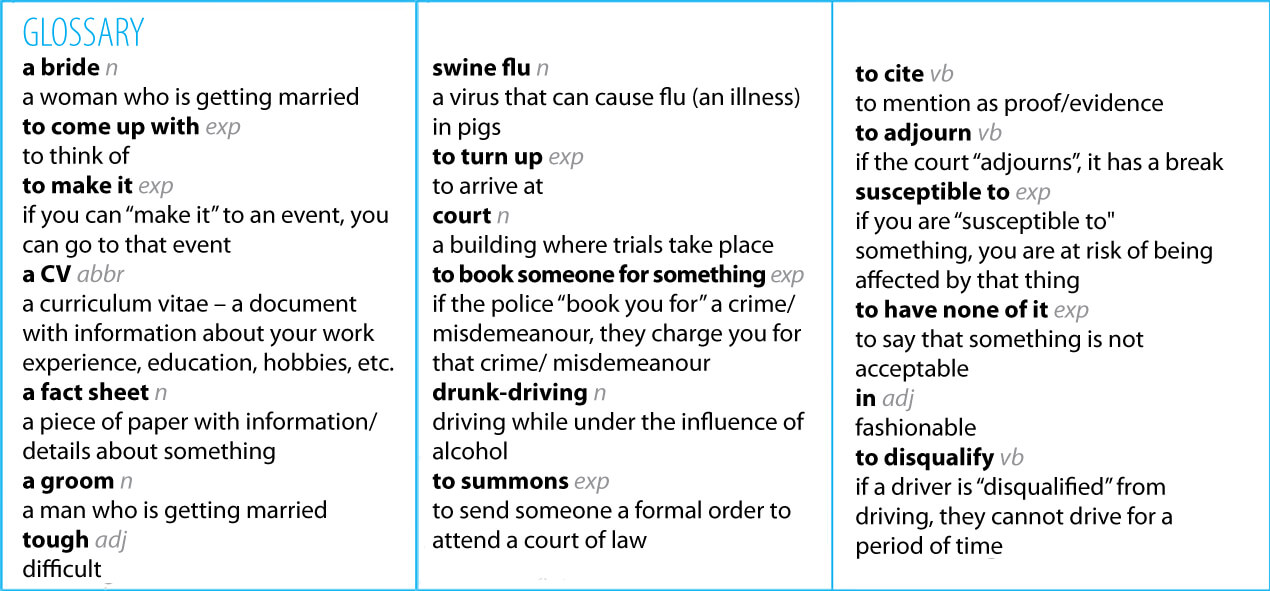 GLOSSARY
a bride n
a woman who is getting married
to come up with exp
to think of
to make it exp
if you can “make it” to an event, you
can go to that event
a CV abbr
a curriculum vitae – a document
with information about your work
experience, education, hobbies, etc.
a fact sheet n
a piece of paper with information/
details about something
a groom n
a man who is getting married
tough adj
difficult
swine flu n
a virus that can cause flu (an illness)
in pigs
to turn up exp
to arrive at
court n
a building where trials take place
to book someone for something exp
if the police “book you for” a crime/
misdemeanour, they charge you for
that crime/ misdemeanour
drunk-driving n
driving while under the influence of
alcohol
to summons exp
to send someone a formal order to
attend a court of law
to cite vb
to mention as proof/evidence
to adjourn vb
if the court “adjourns”, it has a break
susceptible to exp
if you are “susceptible to"
something, you are at risk of being
affected by that thing
to have none of it exp
to say that something is not
acceptable
in adj
fashionable
to disqualify vb
if a driver is “disqualified” from
driving, they cannot drive for a
period of time